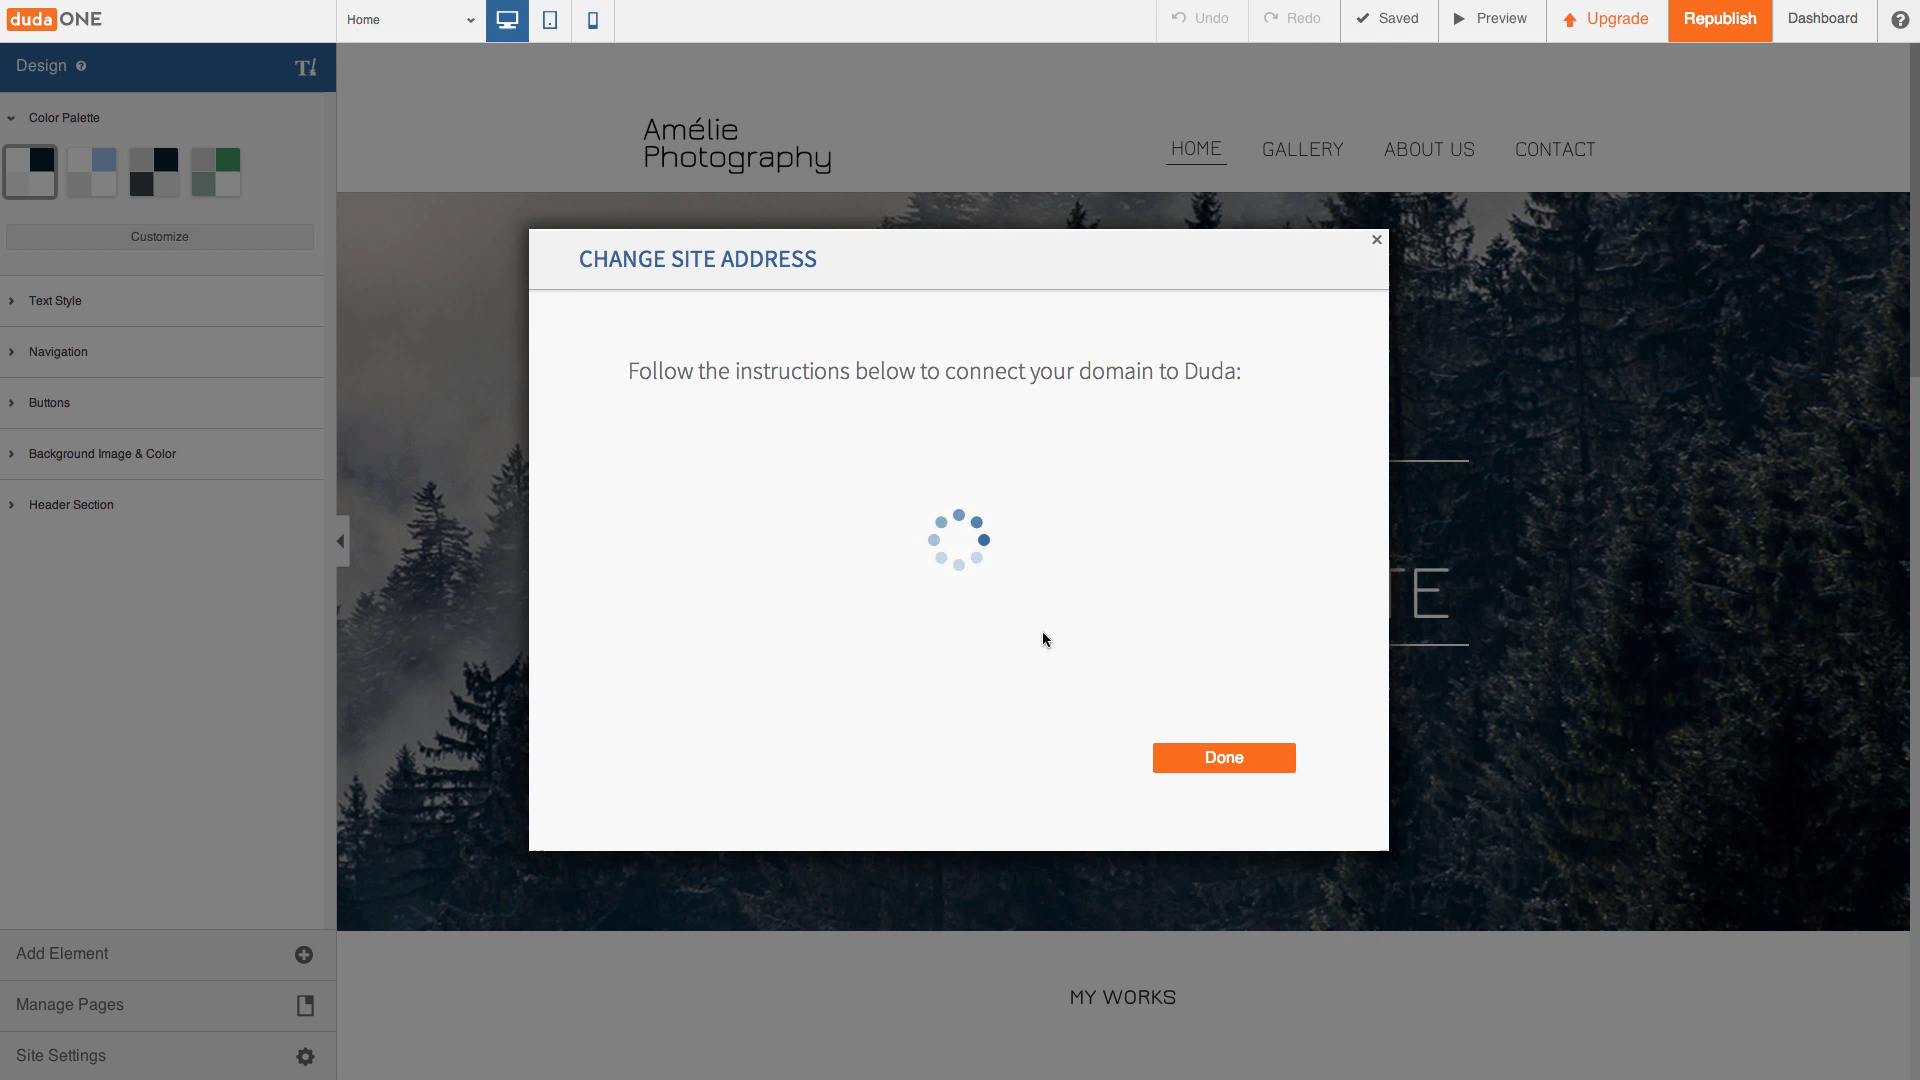 duda ONE
Home
Undo
Redo
Saved
Preview
Upgrade
Republish
Dashboard
Design
Color Palette
Customize
Text Style
Navigation
Buttons
Background Image & Color
Header Section
Add Element
Manage Pages
Site Settings
Amélie
Photography
HOME
GALLERY
ABOUT US
CONTACT
CHANGE SITE ADDRESS
Follow the instructions below to connect your domain to Duda:
Done
TE
MY WORKS